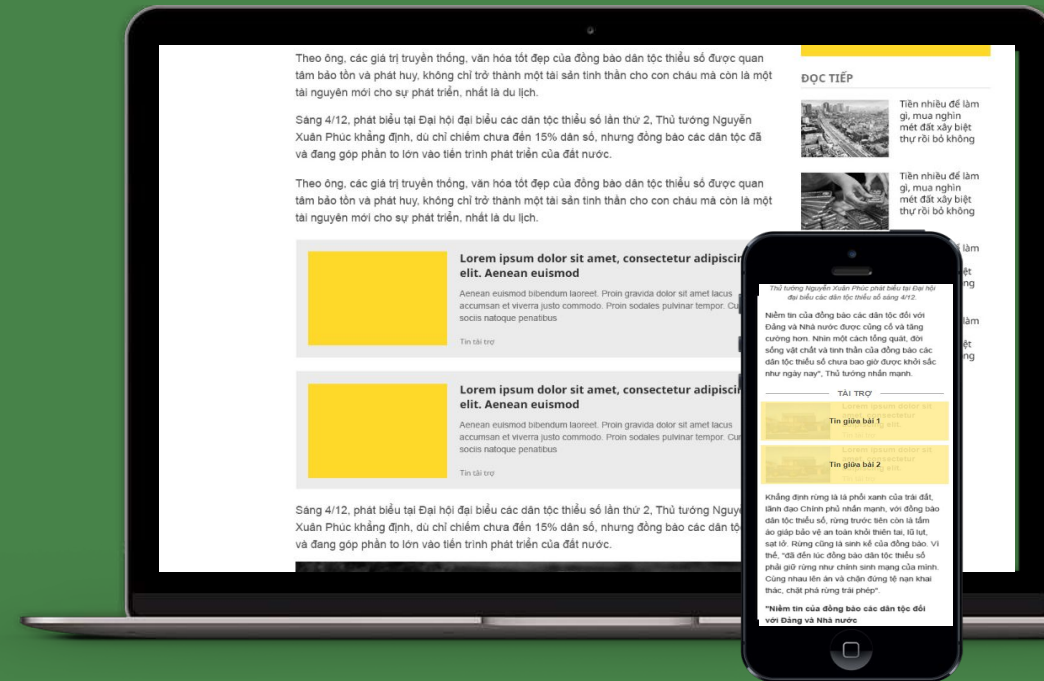 Theo ông, các giá trị truyền thống, văn hóa tốt đẹp của đồng bào dân tộc thiểu số được quan
tâm bảo tồn và phát huy, không chỉ trở thành một tài sản tinh thần cho con cháu mà còn là một
tài nguyên mới cho sự phát triển, nhất là du lịch.
Sáng 4/12, phát biểu tại Đại hội đại biểu các dân tộc thiểu số lần thứ 2, Thủ tướng Nguyễn
Xuân Phúc khẳng định, dù chỉ chiếm chưa đến 15% dân số, nhưng đồng bào các dân tộc đã
và đang góp phần to lớn vào tiến trình phát triển của đất nước.
Theo ông, các giá trị truyền thống, văn hóa tốt đẹp của đồng bào dân tộc thiểu số được quan
tâm bảo tồn và phát huy, không chỉ trở thành một tài sản tinh thần cho con cháu mà còn là một
tài nguyên mới cho sự phát triển, nhất là du lịch.
Lorem ipsum dolor sit amet, consectetur adipiscin
elit. Aenean euismod
Aenean euismod bibendum laoreet. Proin gravida dolor sit amet lacus
accumsan et viverra justo commodo. Proin sodales pulvinar tempor. Cu
sociis natoque penatibus
Tin tài trợ
Lorem ipsum dolor sit amet, consectetur adipiscin
elit. Aenean euismod
Aenean euismod bibendum laoreet. Proin gravida dolor sit amet lacus
accumsan et viverra justo commodo. Proin sodales pulvinar tempor. Cu
sociis natoque penatibus
Tin tài trợ
Sáng 4/12, phát biểu tại Đại hội đại biểu các dân tộc thiểu số lần thứ 2, Thủ tướng
Xuân Phúc khẳng định, dù chỉ chiếm chưa đến 15% dân số, nhưng đồng bào các dân
và đang góp phần to lớn vào tiến trình phát triển của đất nước.
ĐỌC TIẾP
Tiền nhiều để làm
gì, mua nghìn
mét đất xây biệt
thự rồi bỏ không
Tiền nhiều để làm
gì, mua nghìn
mét đất xây biệt
thự rồi bỏ không
làm
làm
Thủ tướng Nguyễn Xuân Phúc phát biểu tại Đại hội
đại biểu các dân tộc thiểu số sáng 4/12.
Niềm tin của đồng bào các dân tộc đối với
Đảng và Nhà nước được củng cố và tăng
cường hơn. Nhìn một cách tổng quát, đời
sống vật chất và tinh thần của đồng bào các
dân tộc thiểu số chưa bao giờ được khởi sắc
như ngày nay", Thủ tướng nhấn mạnh.
TÀI TRỢ
Lorem ipsum dolor sit
Tin giữa bài 1
Lorem ipsum dolor sit
Tin giữa bài 2
Khẳng định rừng là lá phổi xanh của trái đất,
lãnh đạo Chính phủ nhấn mạnh, với đồng bào
dân tộc thiểu số, rừng trước tiên còn là tấm
áo giáp bảo vệ an toàn khỏi thiên tai, lũ lụt,
sạt lở. Rừng cũng là sinh kế của đồng bào. Vì
thế, "đã đến lúc đồng bào dân tộc thiểu số
phải giữ rừng như chính sinh mạng của mình.
Cùng nhau lên án và chặn đứng tệ nạn khai
thác, chặt phá rừng trái phép".
"Niềm tin của đồng bào các dân tộc đối
với Đảng và Nhà nước